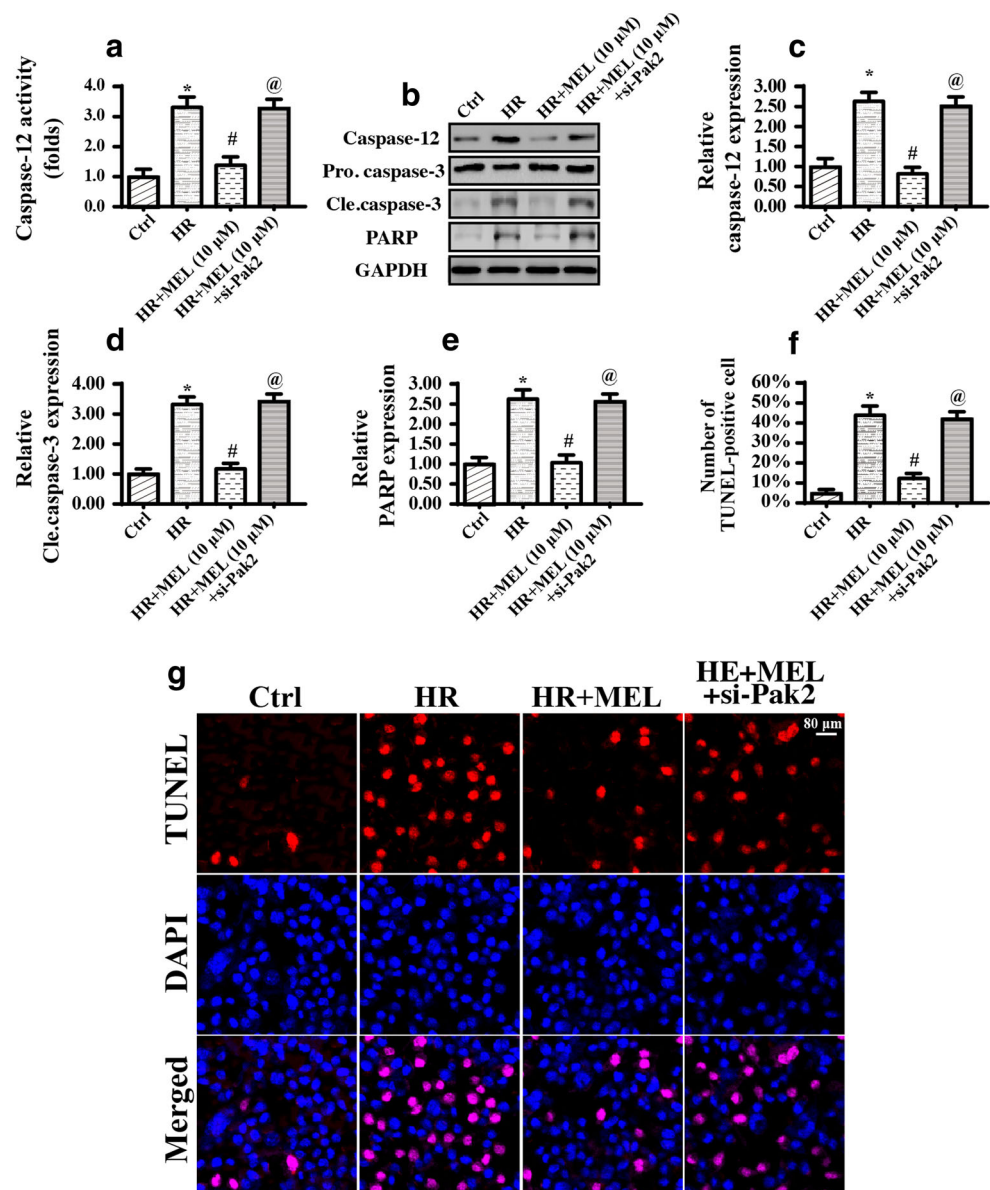 a
Caspase-12 activity
(folds)
4.0
3.0
2.0
1.0
0.0
*
#
@
Ctrl
HR
HR+MEL (10 μM)
HR+MEL (10 μM)
+si-Pak2
b
Ctrl
HR
HR+MEL (10 μM)
HR+MEL (10 μM)
+si-Pak2
Caspase-12
Pro. caspase-3
Cle.caspase-3
PARP
GAPDH
c
Relative
caspase-12 expression
3.00
2.50
2.00
1.50
1.00
0.50
0.00
*
#
@
Ctrl
HR
HR+MEL (10 μM)
HR+MEL (10 μM)
+si-Pak2
d
Relative
Cle.caspase-3 expression
4.00
3.00
2.00
1.00
0.00
*
#
@
Ctrl
HR
HR+MEL (10 μM)
HR+MEL (10 μM)
+si-Pak2
e
Relative
PARP expression
3.00
2.50
2.00
1.50
1.00
0.50
0.00
*
#
@
Ctrl
HR
HR+MEL (10 μM)
HR+MEL (10 μM)
+si-Pak2
f
Number of
TUNEL-positive cell
60%
50%
40%
30%
20%
10%
0%
*
#
@
Ctrl
HR
HR+MEL (10 μM)
HR+MEL (10 μM)
+si-Pak2
g
Ctrl
HR
HR+MEL
HE+MEL
+si-Pak2
80 μm
TUNEL
DAPI
Merged